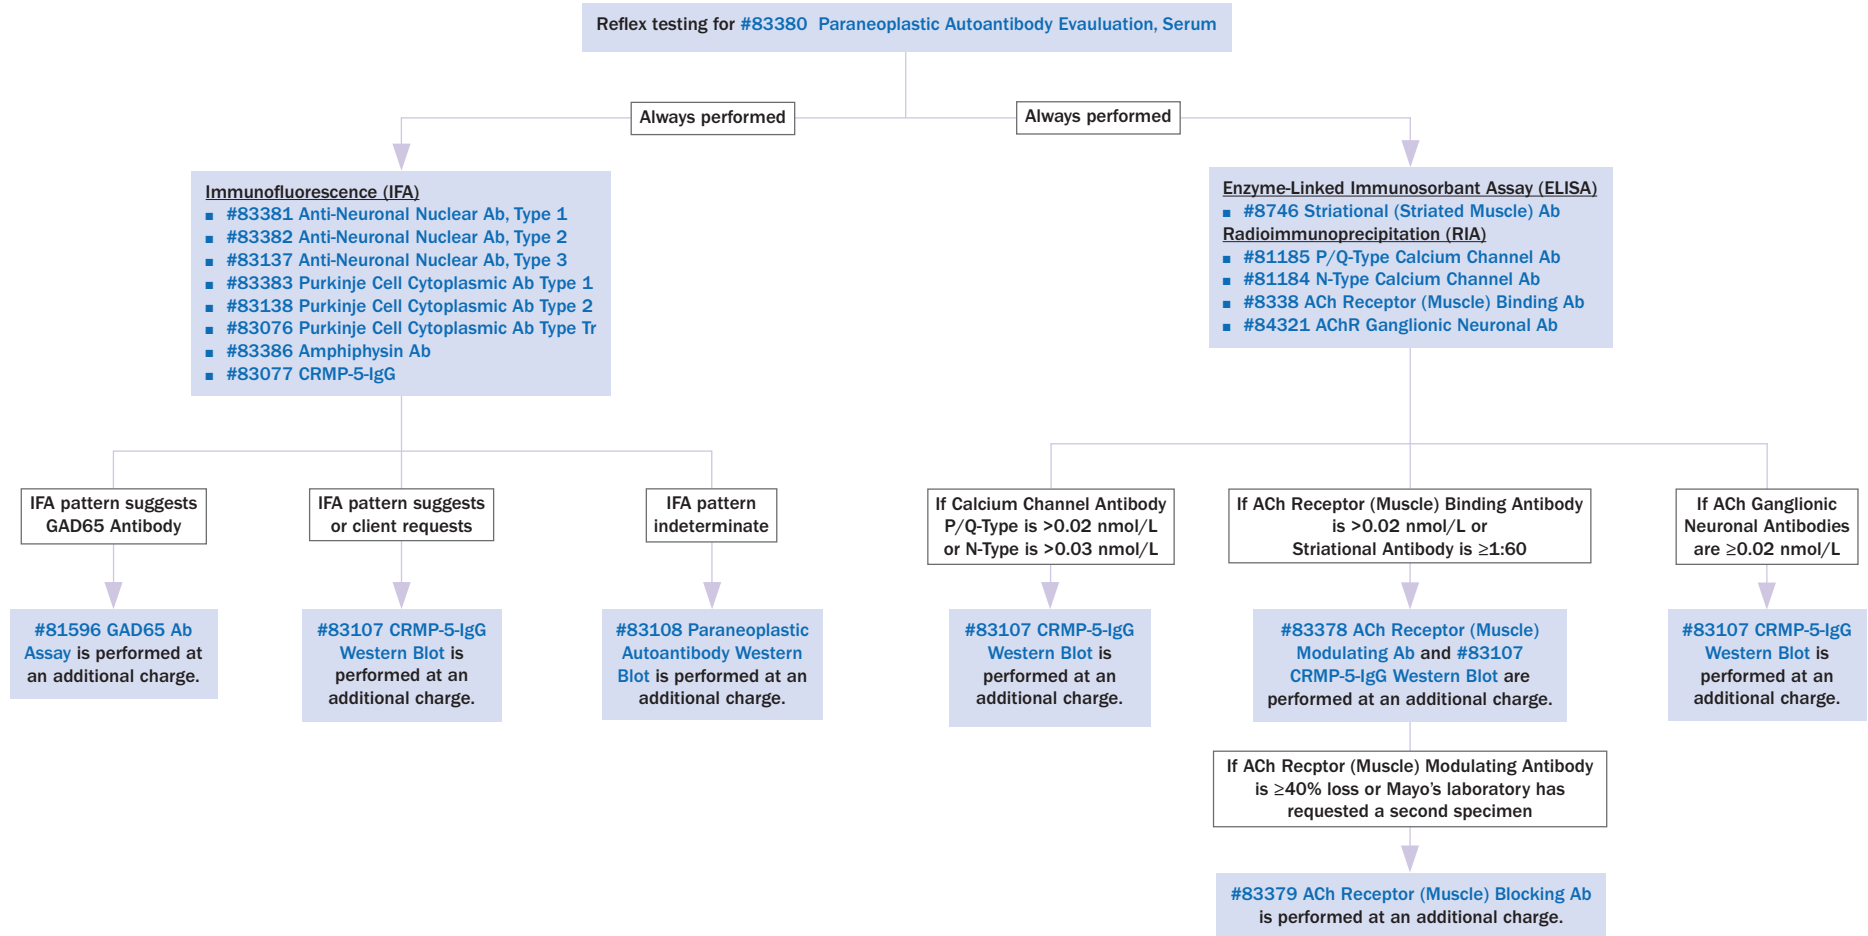 Reflex testing for #83380 Paraneoplastic Autoantibody Evauluation, Serum
Always performed
Always performed
Immunofluorescence (IFA)
#83381 Anti-Neuronal Nuclear Ab, Type 1
#83382 Anti-Neuronal Nuclear Ab, Type 2
#83137 Anti-Neuronal Nuclear Ab, Type 3
#83383 Purkinje Cell Cytoplasmic Ab Type 1
#83138 Purkinje Cell Cytoplasmic Ab Type 2
#83076 Purkinje Cell Cytoplasmic Ab Type Tr
#83386 Amphiphysin Ab
#83077 CRMP-5-IgG
Enzyme-Linked Immunosorbant Assay (ELISA)
#8746 Striational (Striated Muscle) Ab
Radioimmunoprecipitation (RIA)
#81185 P/Q-Type Calcium Channel Ab
#81184 N-Type Calcium Channel Ab
#8338 ACh Receptor (Muscle) Binding Ab
#84321 AChR Ganglionic Neuronal Ab
IFA pattern suggests
GAD65 Antibody
IFA pattern suggests
or client requests
IFA pattern
indeterminate
If Calcium Channel Antibody
P/Q-Type is >0.02 nmol/L
or N-Type is >0.03 nmol/L
If ACh Receptor (Muscle) Binding Antibody
is >0.02 nmol/L or
Striational Antibody is ≥1:60
If ACh Ganglionic
Neuronal Antibodies
are ≥0.02 nmol/L
#81596 GAD65 Ab
Assay is performed at
an additional charge.
#83107 CRMP-5-IgG
Western Blot is
performed at an
additional charge.
#83108 Paraneoplastic
Autoantibody Western
Blot is performed at an
additional charge.
#83107 CRMP-5-IgG
Western Blot is
performed at an
additional charge.
#83378 ACh Receptor (Muscle)
Modulating Ab and #83107
CRMP-5-IgG Western Blot are
performed at an additional charge.
#83107 CRMP-5-IgG
Western Blot is
performed at an
additional charge.
If ACh Recptor (Muscle) Modulating Antibody
is ≥40% loss or Mayo’s laboratory has
requested a second specimen
#83379 ACh Receptor (Muscle) Blocking Ab
is performed at an additional charge.